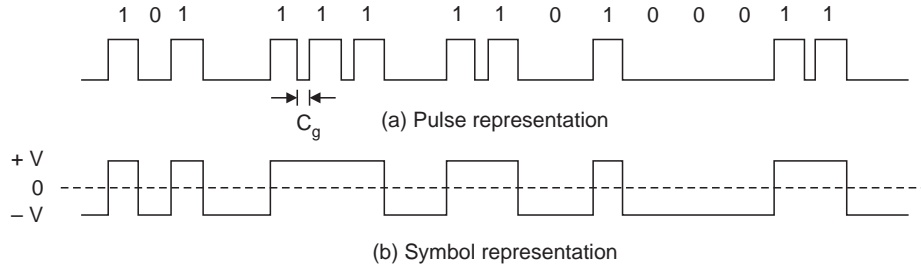 1 0 1 1 1 1 1 1 0 1 0 0 0 1 1
C_g
(a) Pulse representation
+ V
0
– V
(b) Symbol representation